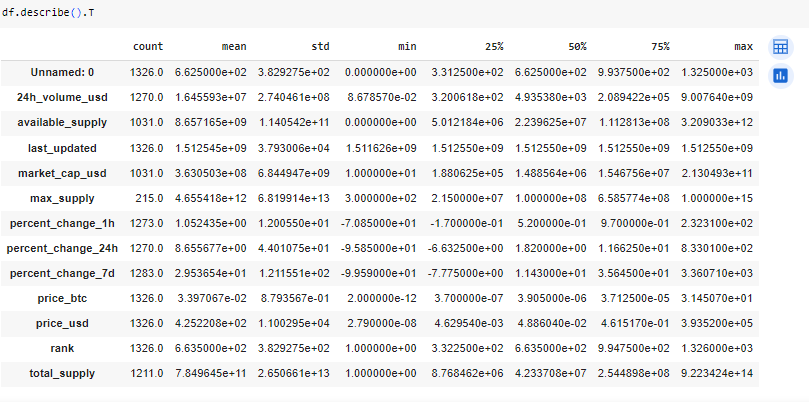 df.describe().T
count mean std min 25% 50% 75% max
Unnamed: 0 1326.0 6.625000e+02 3.829275e+02 0.000000e+00 3.312500e+02 6.625000e+02 9.937500e+02 1.325000e+03
24h_volume_usd 1270.0 1.645593e+07 2.740461e+08 8.678570e-02 3.200618e+02 4.935380e+03 2.089422e+05 9.007640e+09
available_supply 1031.0 8.657165e+09 1.140542e+11 0.000000e+00 5.012184e+06 2.239625e+07 1.112813e+08 3.209033e+12
last_updated 1326.0 1.512545e+09 3.793006e+04 1.511626e+09 1.512550e+09 1.512550e+09 1.512550e+09 1.512550e+09
market_cap_usd 1031.0 3.630503e+08 6.844947e+09 1.000000e+01 1.880625e+05 1.488564e+06 1.546756e+07 2.130493e+11
max_supply 215.0 4.655418e+12 6.819914e+13 3.000000e+02 2.150000e+07 1.000000e+08 6.585774e+08 1.000000e+15
percent_change_1h 1273.0 1.052435e+00 1.200550e+01 -7.085000e+01 -1.700000e-01 5.200000e-01 9.700000e-01 2.323100e+02
percent_change_24h 1270.0 8.655677e+00 4.401075e+01 -9.585000e+01 -6.632500e+00 1.820000e+00 1.166250e+01 8.330100e+02
percent_change_7d 1283.0 2.953654e+01 1.211551e+02 -9.959000e+01 -7.775000e+00 1.143000e+01 3.564500e+01 3.360710e+03
price_btc 1326.0 3.397067e-02 8.793567e-01 2.000000e-12 3.700000e-07 3.905000e-06 3.712500e-05 3.145070e+01
price_usd 1326.0 4.252208e+02 1.100295e+04 2.790000e-08 4.629540e-03 4.886040e-02 4.615170e-01 3.935200e+05
rank 1326.0 6.635000e+02 3.829275e+02 1.000000e+00 3.322500e+02 6.635000e+02 9.947500e+02 1.326000e+03
total_supply 1211.0 7.849645e+11 2.650661e+13 1.000000e+00 8.768462e+06 4.233708e+07 2.544898e+08 9.223424e+14